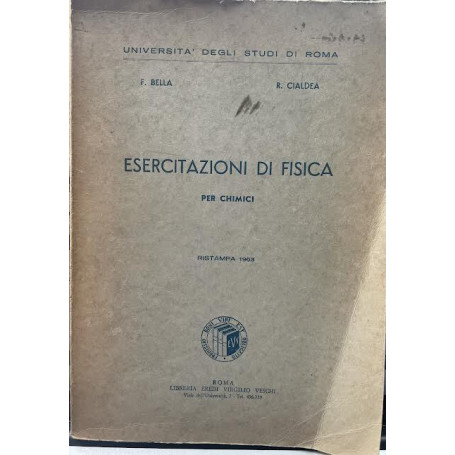 UNIVERSITA' DEGLI STUDI DI ROMA
F. BELLA R. CIALDEA
ESERCITAZIONI DI FISICA
PER CHIMICI
RISTAMPA 1963
ROMA
LIBRERIA EREDI VIRGILIO VESCHI